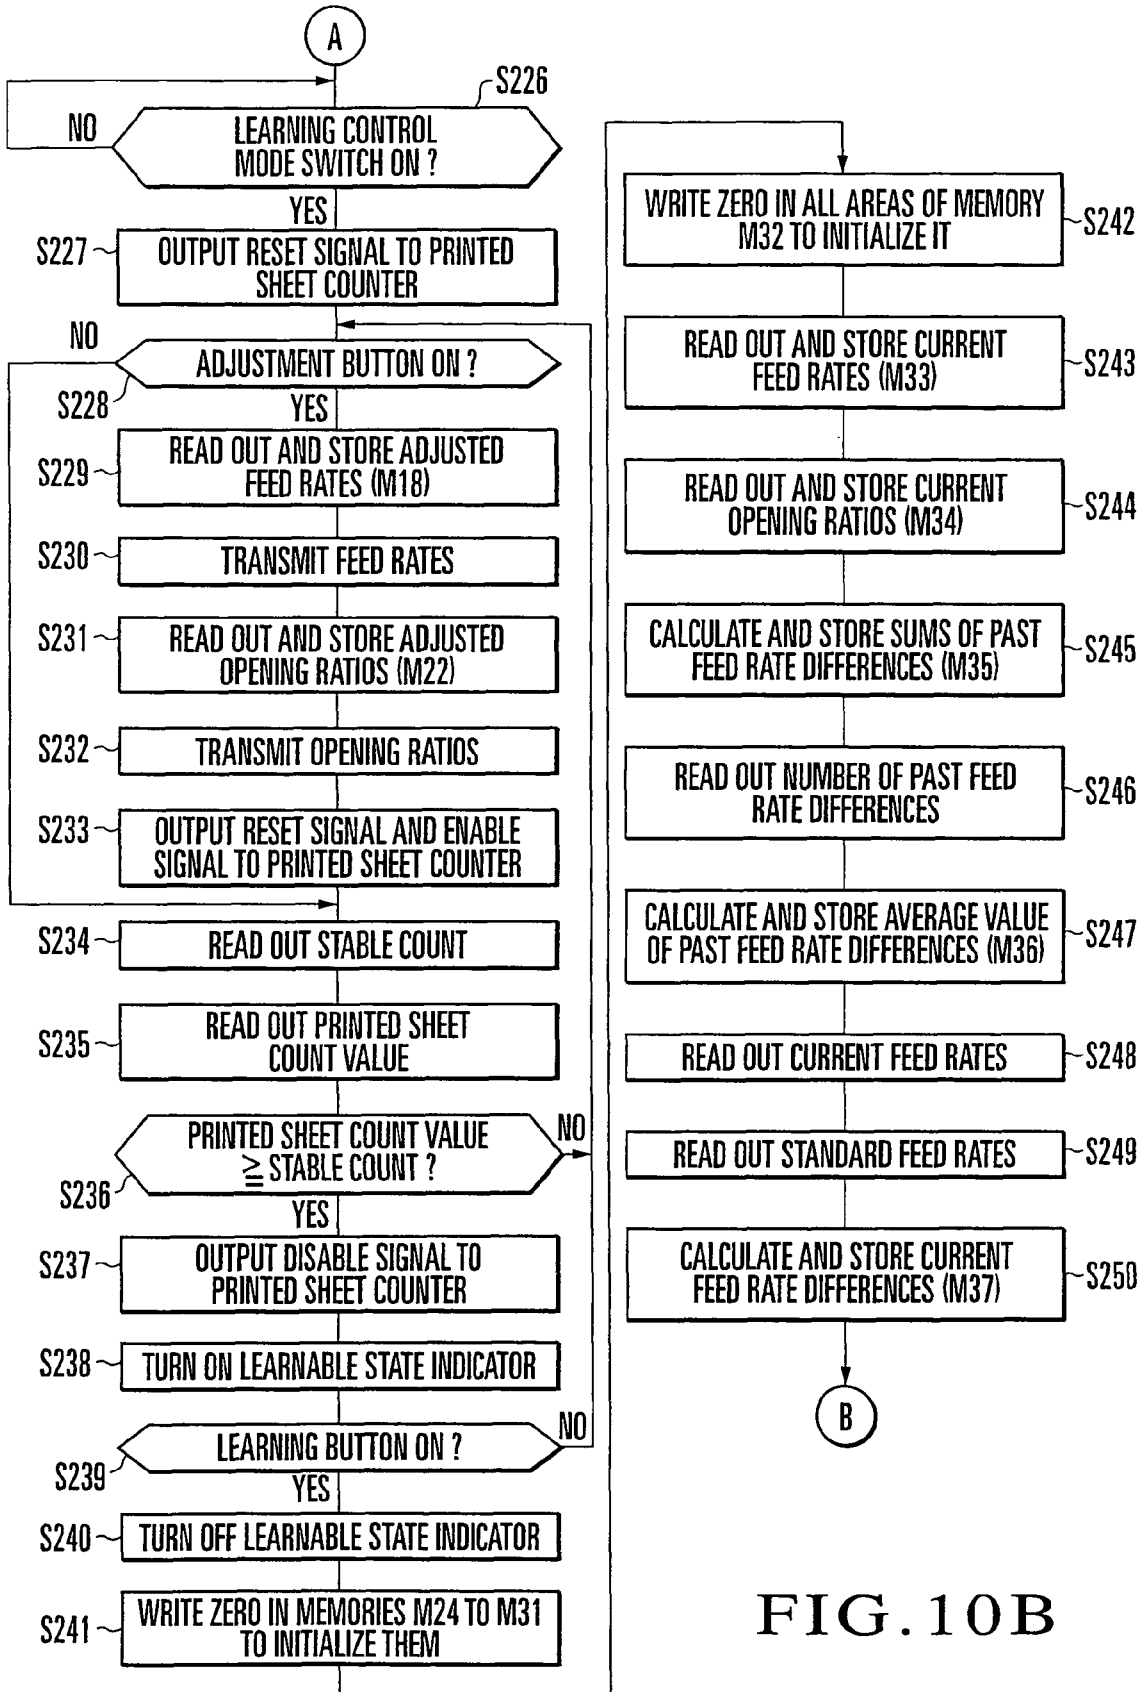 A
S226
NO
LEARNING CONTROL
MODE SWITCH ON ?
YES
S227
OUTPUT RESET SIGNAL TO PRINTED
SHEET COUNTER
NO
ADJUSTMENT BUTTON ON ?
S228
YES
S229
READ OUT AND STORE ADJUSTED
FEED RATES (M18)
S230
TRANSMIT FEED RATES
S231
READ OUT AND STORE ADJUSTED
OPENING RATIOS (M22)
S232
TRANSMIT OPENING RATIOS
S233
OUTPUT RESET SIGNAL AND ENABLE
SIGNAL TO PRINTED SHEET COUNTER
S234
READ OUT STABLE COUNT
S235
READ OUT PRINTED SHEET
COUNT VALUE
PRINTED SHEET COUNT VALUE
≧ STABLE COUNT ?
NO
S236
YES
S237
OUTPUT DISABLE SIGNAL TO
PRINTED SHEET COUNTER
S238
TURN ON LEARNABLE STATE INDICATOR
NO
LEARNING BUTTON ON ?
S239
YES
S240
TURN OFF LEARNABLE STATE INDICATOR
S241
WRITE ZERO IN MEMORIES M24 TO M31
TO INITIALIZE THEM
WRITE ZERO IN ALL AREAS OF MEMORY
M32 TO INITIALIZE IT
S242
READ OUT AND STORE CURRENT
FEED RATES (M33)
S243
READ OUT AND STORE CURRENT
OPENING RATIOS (M34)
S244
CALCULATE AND STORE SUMS OF PAST
FEED RATE DIFFERENCES (M35)
S245
READ OUT NUMBER OF PAST FEED
RATE DIFFERENCES
S246
CALCULATE AND STORE AVERAGE VALUE
OF PAST FEED RATE DIFFERENCES (M36)
S247
READ OUT CURRENT FEED RATES
S248
READ OUT STANDARD FEED RATES
S249
CALCULATE AND STORE CURRENT
FEED RATE DIFFERENCES (M37)
S250
B
FIG.10B